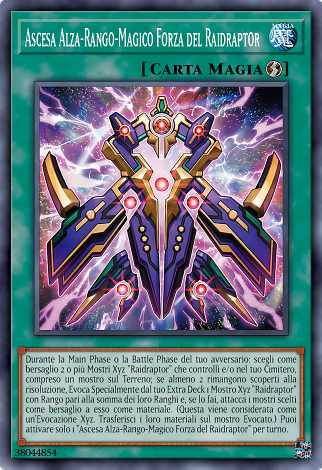 Ascesa Alza-Rango-Magico Forza del Raidraptor
MAGIA
魔
[Carta Magia]
Durante la Main Phase o la Battle Phase del tuo avversario: scegli come
bersaglio 2 o più Mostri Xyz "Raidraptor" che controlli e/o nel tuo Cimitero,
compreso un mostro sul Terreno; se almeno 2 rimangono scoperti alla
risoluzione, Evoca Specialmente dal tuo Extra Deck 1 Mostro Xyz "Raidraptor"
con Rango pari alla somma dei loro Ranghi e, se lo fai, attacca i mostri scelti
come bersaglio a esso come materiale. (Questa viene considerata come
un'Evocazione Xyz. Trasferisci i loro materiali sul mostro Evocato.) Puoi
attivare solo 1 "Ascesa Alza-Rango-Magico Forza del Raidraptor" per turno.
38044854